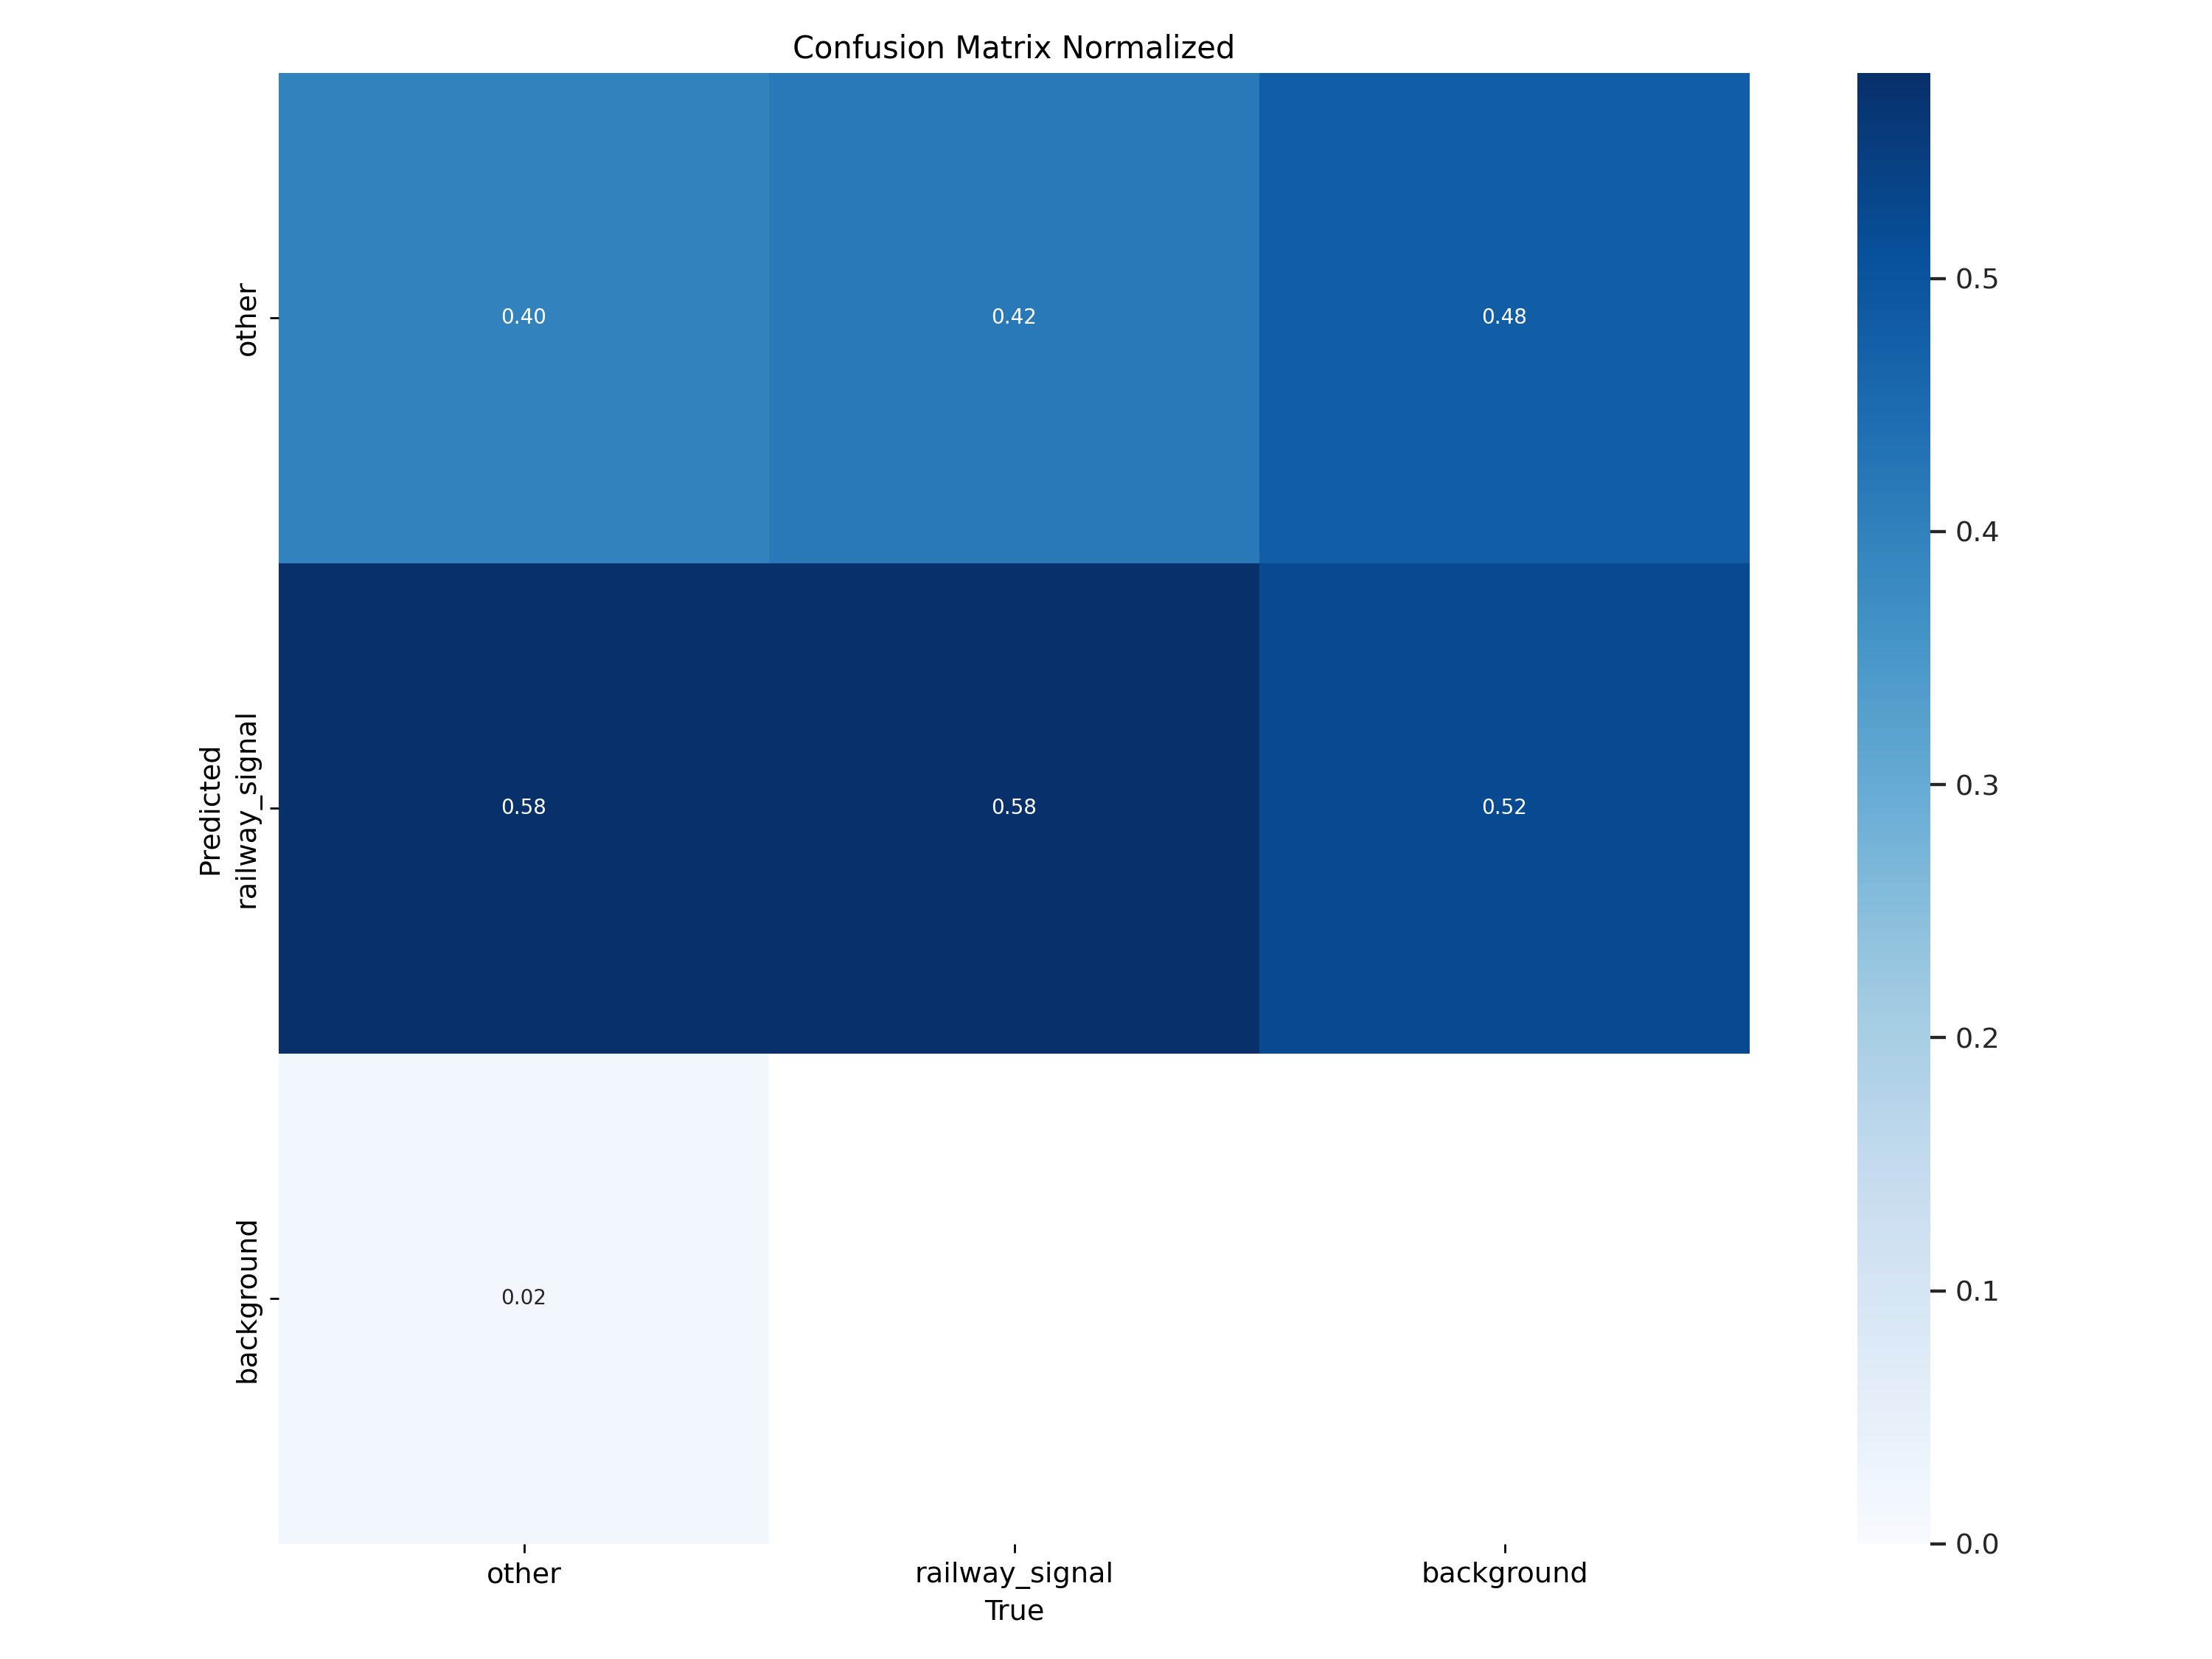 Confusion Matrix Normalized
other
0.40 0.42 0.48
Predicted
railway_signal
0.58 0.58 0.52
background
0.02
other railway_signal background
True
0.5
0.4
0.3
0.2
0.1
0.0